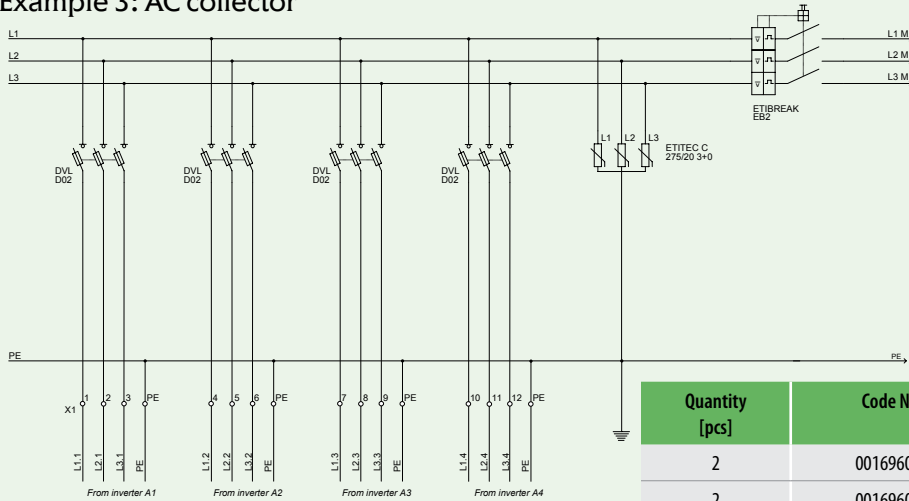 Example 3: AC collector
L1
L2
L3
L1 M
L2 M
L3 M
ETIBREAK
EB2
DVL
D02
DVL
D02
DVL
D02
DVL
D02
L1 L2 L3
ETITEC C
275/20 3+0
PE
PE
X1
1 2 3 PE
4 5 6 PE
7 8 9 PE
10 11 12 PE
L1.1 L2.1 L3.1 PE
L1.2 L2.2 L3.2 PE
L1.3 L2.3 L3.3 PE
L1.4 L2.4 L3.4 PE
From inverter A1
From inverter A2
From inverter A3
From inverter A4
Quantity
[pcs]
Code N
2 0016960
2 0016960